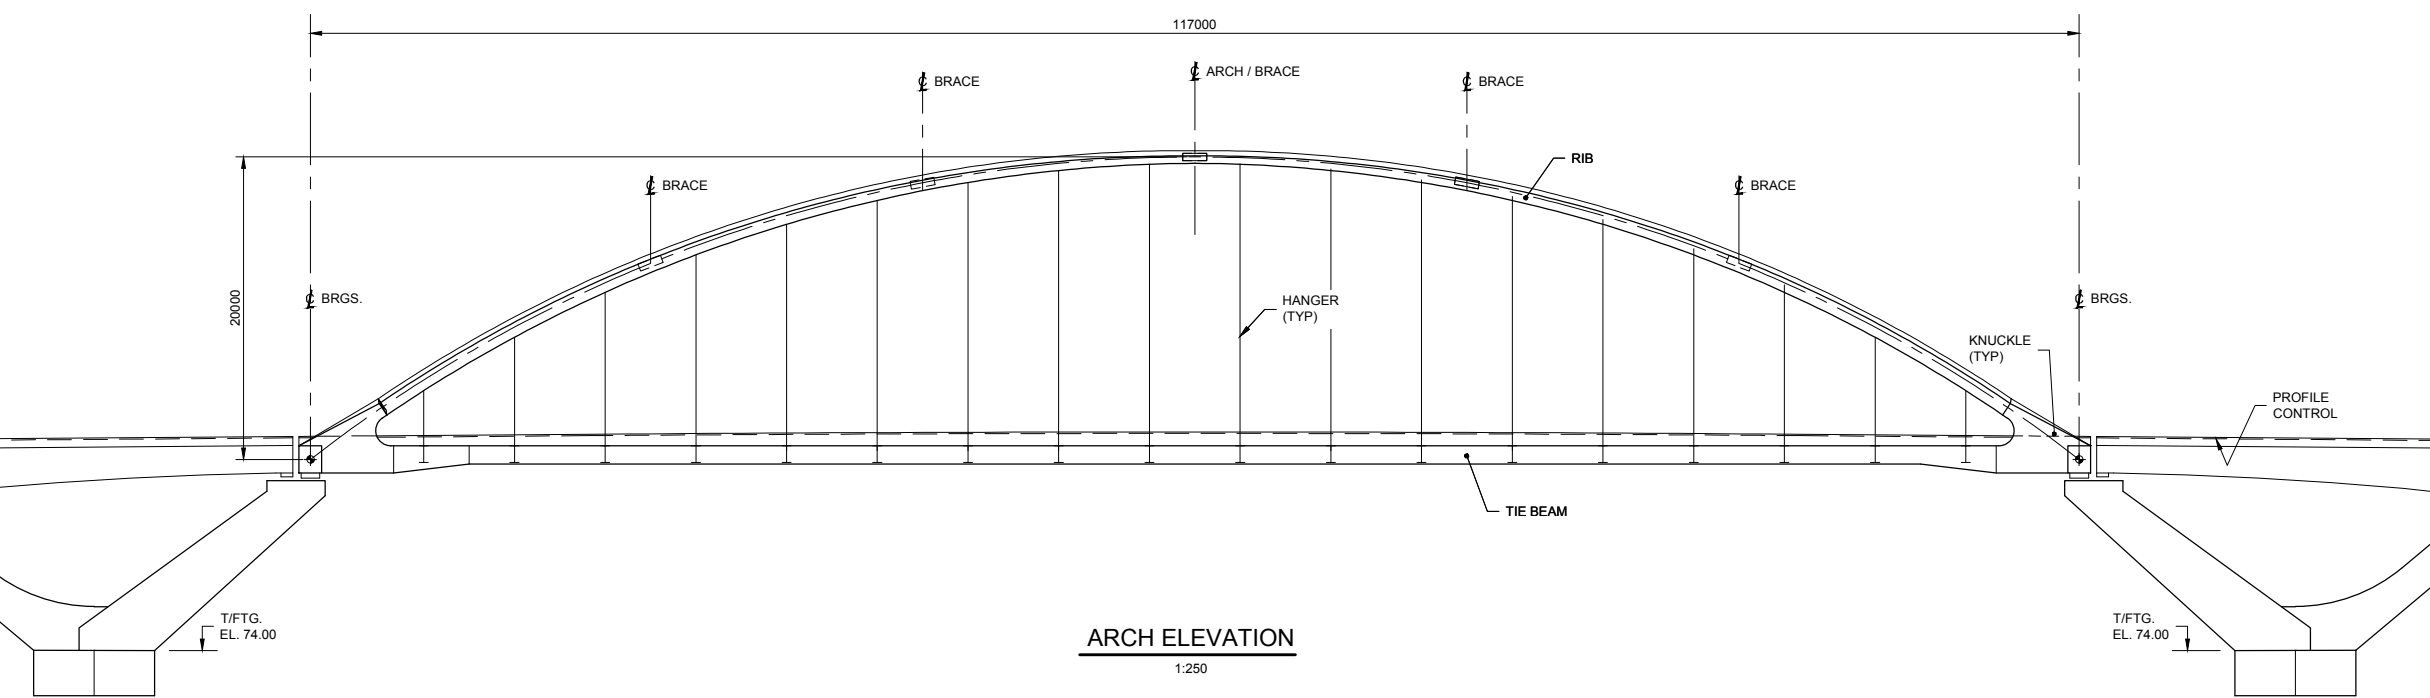 117000
℄ ARCH / BRACE
℄ BRACE
℄ BRACE
RIB
℄ BRACE
℄ BRACE
20000
℄ BRGS.
HANGER
(TYP)
℄ BRGS.
KNUCKLE
(TYP)
PROFILE
CONTROL
TIE BEAM
T/FTG.
EL. 74.00
T/FTG.
EL. 74.00
ARCH ELEVATION
1:250